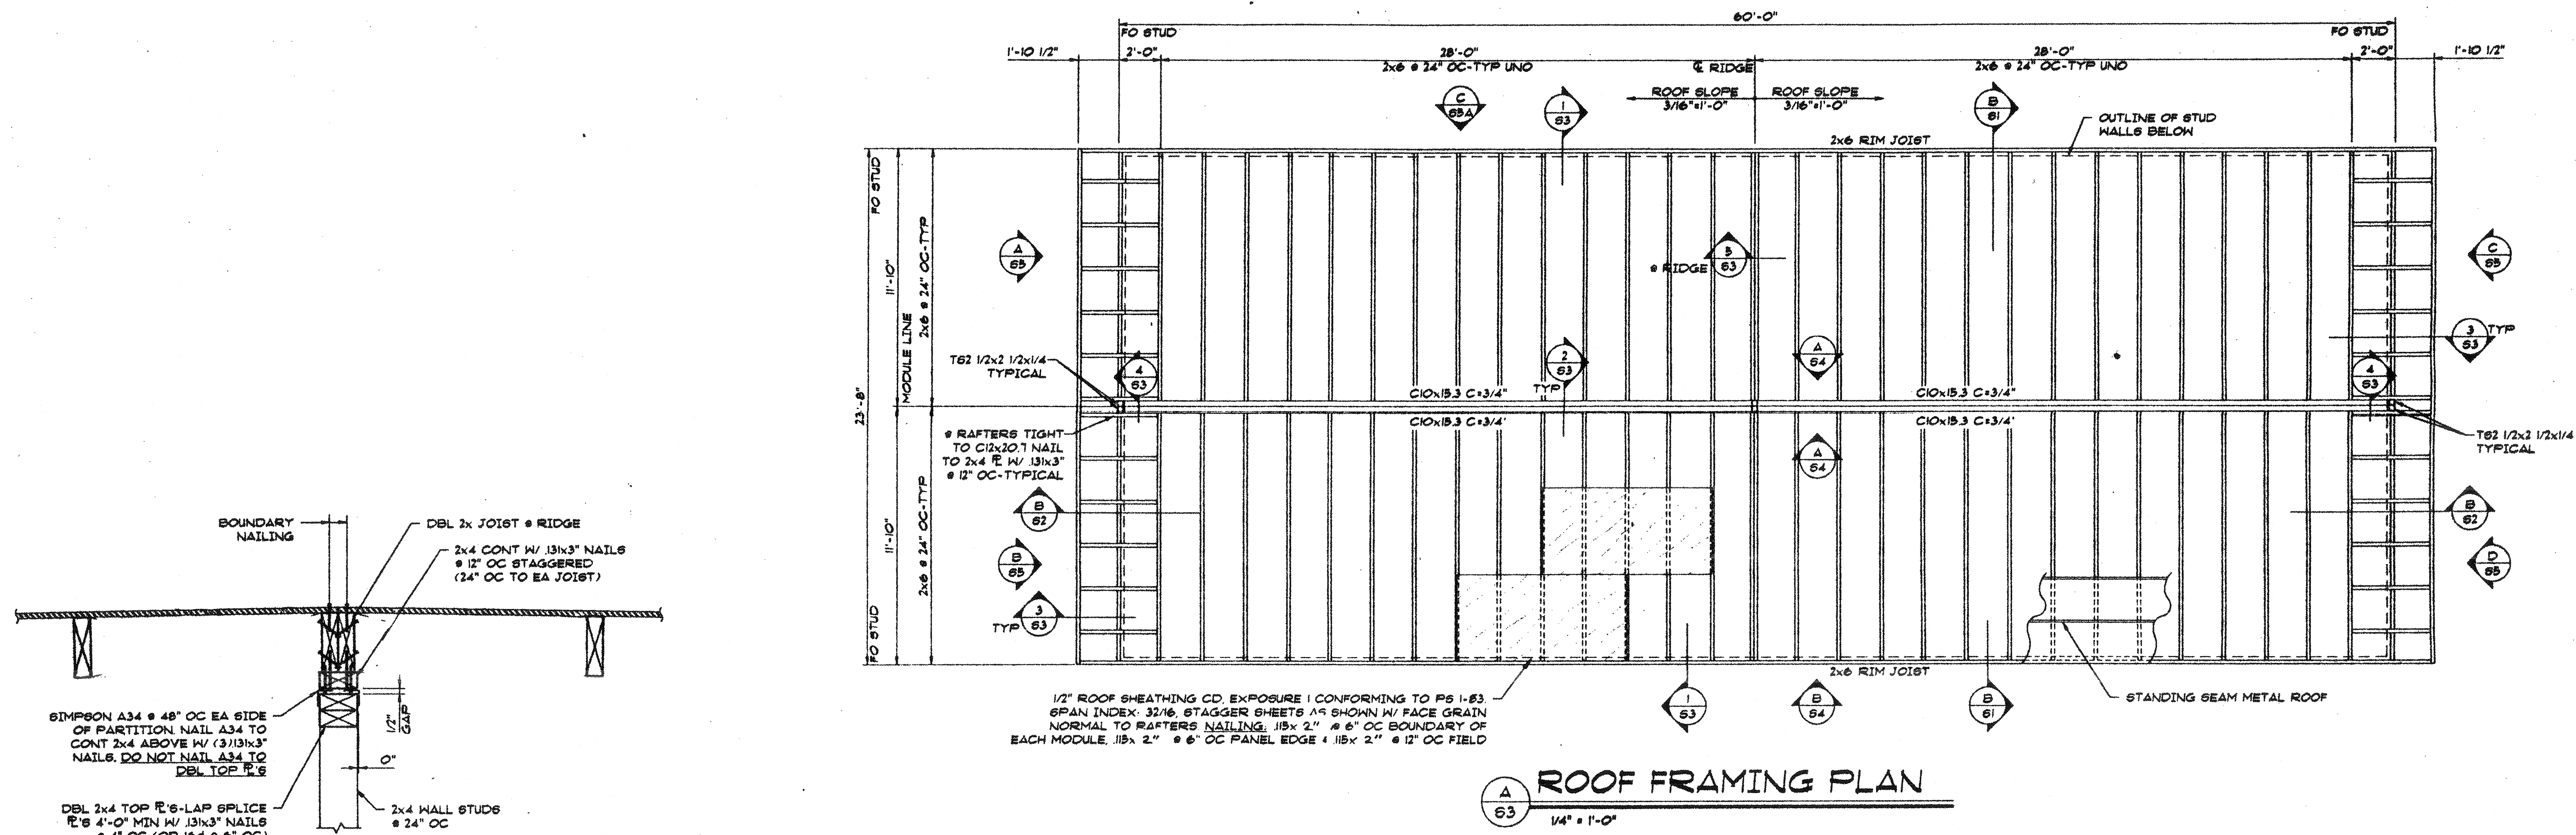 60'-0"
FO STUD
FO STUD
1'-10 1/2"
2'-0"
28'-0"
28'-0"
2'-0"
1'-10 1/2"
2x6 @ 24" OC-TYP UNO
℄ RIDGE
2x6 @ 24" OC-TYP UNO
ROOF SLOPE
3/16"=1'-0"
ROOF SLOPE
3/16"=1'-0"
C
S5A
1
S3
B
S1
OUTLINE OF STUD
WALLS BELOW
2x6 RIM JOIST
FO STUD
11'-10"
2x6 @ 24" OC-TYP
MODULE LINE
23'-8"
A
S5
5
S3
@ RIDGE
C
S5
3
S3
TYP
TS2 1/2x2 1/2x1/4
TYPICAL
4
S3
2
S3
TYP
A
S4
4
S3
C10x15.3 C=3/4"
C10x15.3 C=3/4"
C10x15.3 C=3/4"
C10x15.3 C=3/4"
@ RAFTERS TIGHT
TO C12x20.7 NAIL
TO 2x4 ℞ W/ .131x3"
@ 12" OC-TYPICAL
A
S4
TS2 1/2x2 1/2x1/4
TYPICAL
11'-10"
2x6 @ 24" OC-TYP
FO STUD
B
S2
B
S5
3
S3
TYP
B
S2
D
S5
2x6 RIM JOIST
1/2" ROOF SHEATHING CD, EXPOSURE 1 CONFORMING TO PS 1-83.
SPAN INDEX: 32/16, STAGGER SHEETS AS SHOWN W/ FACE GRAIN
NORMAL TO RAFTERS NAILING: .115x 2" @ 6" OC BOUNDARY OF
EACH MODULE, .115x 2" @ 6" OC PANEL EDGE & .115x 2" @ 12" OC FIELD
1
S3
B
S4
B
S1
STANDING SEAM METAL ROOF
A
S3
ROOF FRAMING PLAN
1/4" = 1'-0"
BOUNDARY
NAILING
DBL 2x JOIST @ RIDGE
2x4 CONT W/ .131x3" NAILS
@ 12" OC STAGGERED
(24" OC TO EA JOIST)
SIMPSON A34 @ 48" OC EA SIDE
OF PARTITION. NAIL A34 TO
CONT 2x4 ABOVE W/ (3).131x3"
NAILS. DO NOT NAIL A34 TO
DBL TOP ℞'S
1/2"
GAP
0"
DBL 2x4 TOP ℞'S-LAP SPLICE
℞'S 4'-0" MIN W/ .131x3" NAILS
2x4 WALL STUDS
@ 24" OC